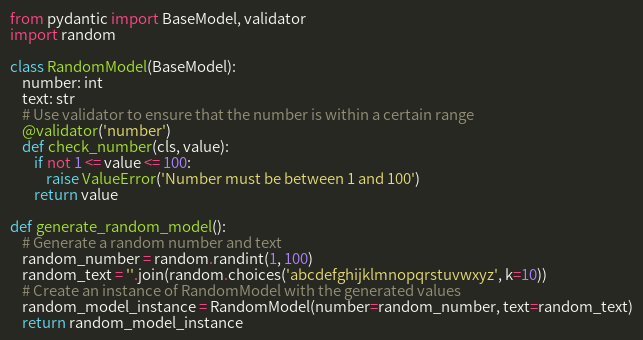 from pydantic import BaseModel, validator
import random

class RandomModel(BaseModel):
    number: int
    text: str
    # Use validator to ensure that the number is within a certain range
    @validator('number')
    def check_number(cls, value):
        if not 1 <= value <= 100:
            raise ValueError('Number must be between 1 and 100')
        return value

def generate_random_model():
    # Generate a random number and text
    random_number = random.randint(1, 100)
    random_text = ''.join(random.choices('abcdefghijklmnopqrstuvwxyz', k=10))
    # Create an instance of RandomModel with the generated values
    random_model_instance = RandomModel(number=random_number, text=random_text)
    return random_model_instance